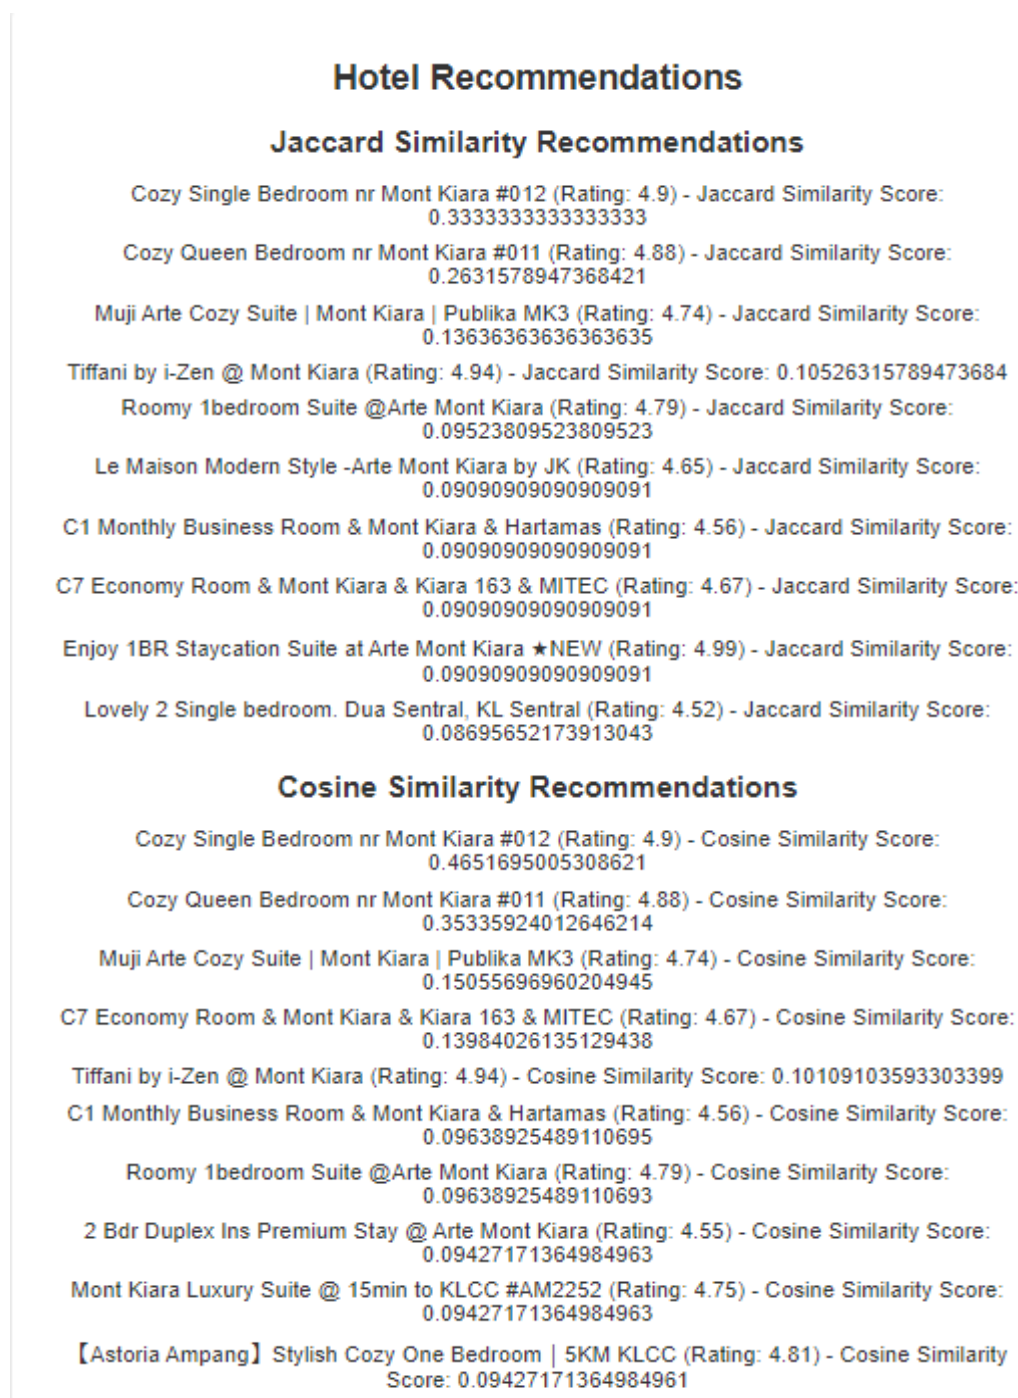 Hotel Recommendations
Jaccard Similarity Recommendations
Cozy Single Bedroom nr Mont Kiara #012 (Rating: 4.9) - Jaccard Similarity Score:
0.3333333333333333
Cozy Queen Bedroom nr Mont Kiara #011 (Rating: 4.88) - Jaccard Similarity Score:
0.2631578947368421
Muji Arte Cozy Suite | Mont Kiara | Publika MK3 (Rating: 4.74) - Jaccard Similarity Score:
0.13636363636363635
Tiffani by i-Zen @ Mont Kiara (Rating: 4.94) - Jaccard Similarity Score: 0.10526315789473684
Roomy 1bedroom Suite @Arte Mont Kiara (Rating: 4.79) - Jaccard Similarity Score:
0.09523809523809523
Le Maison Modern Style -Arte Mont Kiara by JK (Rating: 4.65) - Jaccard Similarity Score:
0.09090909090909091
C1 Monthly Business Room & Mont Kiara & Hartamas (Rating: 4.56) - Jaccard Similarity Score:
0.09090909090909091
C7 Economy Room & Mont Kiara & Kiara 163 & MITEC (Rating: 4.67) - Jaccard Similarity Score:
0.09090909090909091
Enjoy 1BR Staycation Suite at Arte Mont Kiara ★NEW (Rating: 4.99) - Jaccard Similarity Score:
0.09090909090909091
Lovely 2 Single bedroom. Dua Sentral, KL Sentral (Rating: 4.52) - Jaccard Similarity Score:
0.08695652173913043
Cosine Similarity Recommendations
Cozy Single Bedroom nr Mont Kiara #012 (Rating: 4.9) - Cosine Similarity Score:
0.4651695005308621
Cozy Queen Bedroom nr Mont Kiara #011 (Rating: 4.88) - Cosine Similarity Score:
0.35335924012646214
Muji Arte Cozy Suite | Mont Kiara | Publika MK3 (Rating: 4.74) - Cosine Similarity Score:
0.15055696960204945
C7 Economy Room & Mont Kiara & Kiara 163 & MITEC (Rating: 4.67) - Cosine Similarity Score:
0.13984026135129438
Tiffani by i-Zen @ Mont Kiara (Rating: 4.94) - Cosine Similarity Score: 0.10109103593303399
C1 Monthly Business Room & Mont Kiara & Hartamas (Rating: 4.56) - Cosine Similarity Score:
0.09638925489110695
Roomy 1bedroom Suite @Arte Mont Kiara (Rating: 4.79) - Cosine Similarity Score:
0.09638925489110693
2 Bdr Duplex Ins Premium Stay @ Arte Mont Kiara (Rating: 4.55) - Cosine Similarity Score:
0.09427171364984963
Mont Kiara Luxury Suite @ 15min to KLCC #AM2252 (Rating: 4.75) - Cosine Similarity Score:
0.09427171364984963
【Astoria Ampang】Stylish Cozy One Bedroom｜5KM KLCC (Rating: 4.81) - Cosine Similarity
Score: 0.09427171364984961